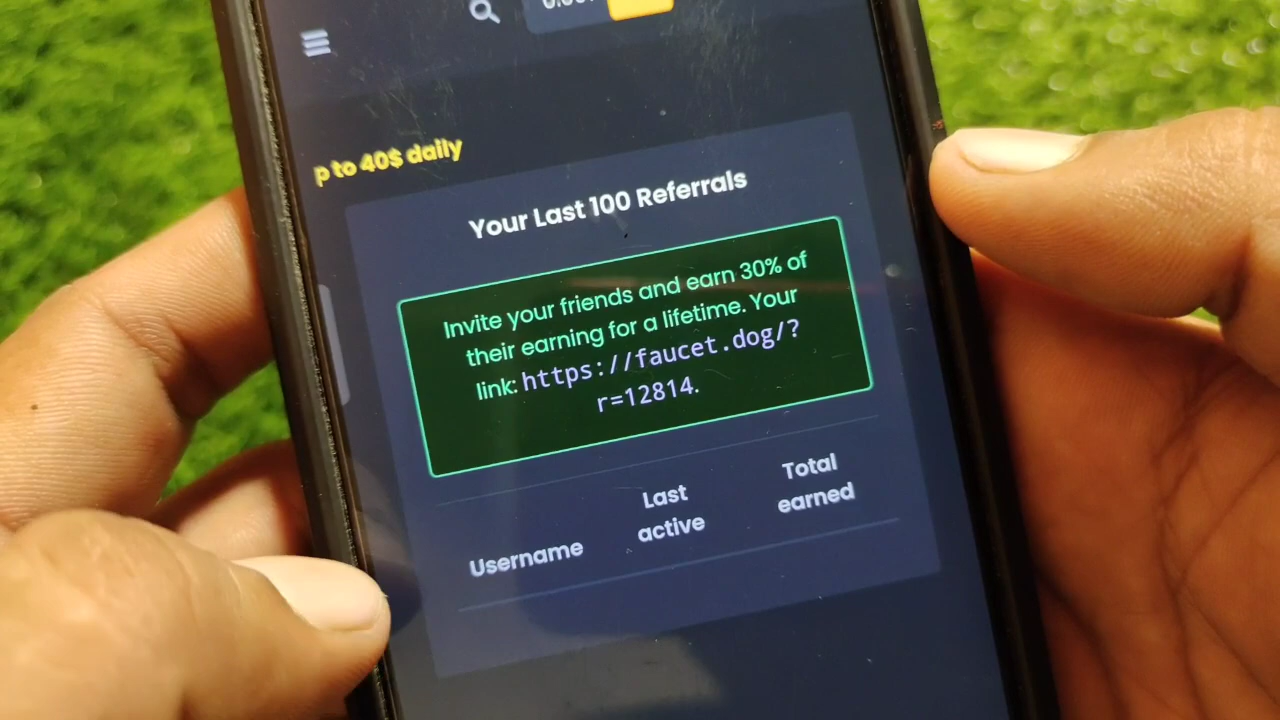 p to 40$ daily
Your Last 100 Referrals
Invite your friends and earn 30% of
their earning for a lifetime. Your
link: https://faucet.dog/?
r=12814.
Username
Last
active
Total
earned